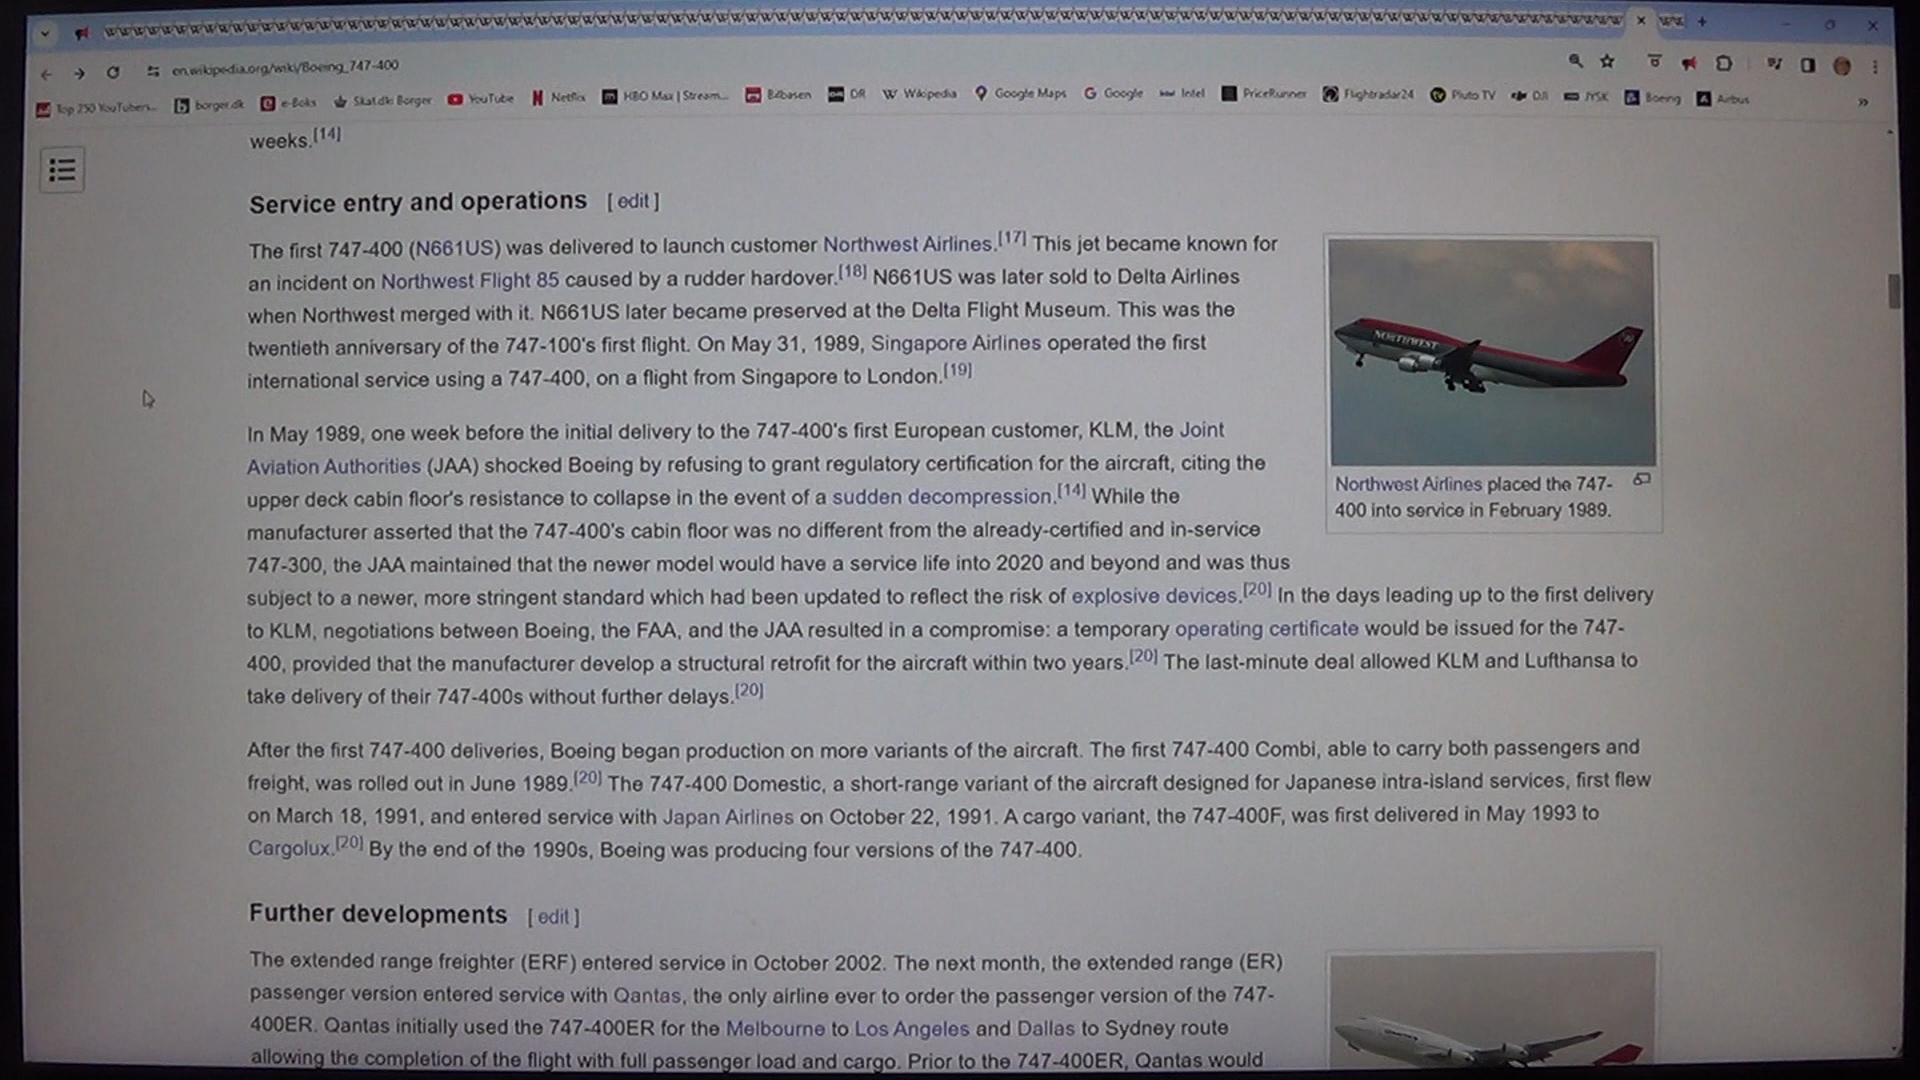 en.wikipedia.org/wiki/Boeing_747-400
Top 250 YouTubers... borger.dk e-Boks Skat.dk: Borger YouTube Netflix HBO Max | Stream... Bilbasen DR Wikipedia Google Maps Google Intel PriceRunner Flightradar24 Pluto TV DJI JYSK Boeing Airbus »
weeks.[14]
Service entry and operations [ edit ]
The first 747-400 (N661US) was delivered to launch customer Northwest Airlines.[17] This jet became known for
an incident on Northwest Flight 85 caused by a rudder hardover.[18] N661US was later sold to Delta Airlines
when Northwest merged with it. N661US later became preserved at the Delta Flight Museum. This was the
twentieth anniversary of the 747-100's first flight. On May 31, 1989, Singapore Airlines operated the first
international service using a 747-400, on a flight from Singapore to London.[19]
NORTHWEST
Northwest Airlines placed the 747-
400 into service in February 1989.
In May 1989, one week before the initial delivery to the 747-400's first European customer, KLM, the Joint
Aviation Authorities (JAA) shocked Boeing by refusing to grant regulatory certification for the aircraft, citing the
upper deck cabin floor's resistance to collapse in the event of a sudden decompression.[14] While the
manufacturer asserted that the 747-400's cabin floor was no different from the already-certified and in-service
747-300, the JAA maintained that the newer model would have a service life into 2020 and beyond and was thus
subject to a newer, more stringent standard which had been updated to reflect the risk of explosive devices.[20] In the days leading up to the first delivery
to KLM, negotiations between Boeing, the FAA, and the JAA resulted in a compromise: a temporary operating certificate would be issued for the 747-
400, provided that the manufacturer develop a structural retrofit for the aircraft within two years.[20] The last-minute deal allowed KLM and Lufthansa to
take delivery of their 747-400s without further delays.[20]
After the first 747-400 deliveries, Boeing began production on more variants of the aircraft. The first 747-400 Combi, able to carry both passengers and
freight, was rolled out in June 1989.[20] The 747-400 Domestic, a short-range variant of the aircraft designed for Japanese intra-island services, first flew
on March 18, 1991, and entered service with Japan Airlines on October 22, 1991. A cargo variant, the 747-400F, was first delivered in May 1993 to
Cargolux.[20] By the end of the 1990s, Boeing was producing four versions of the 747-400.
Further developments [ edit ]
The extended range freighter (ERF) entered service in October 2002. The next month, the extended range (ER)
passenger version entered service with Qantas, the only airline ever to order the passenger version of the 747-
400ER. Qantas initially used the 747-400ER for the Melbourne to Los Angeles and Dallas to Sydney route
allowing the completion of the flight with full passenger load and cargo. Prior to the 747-400ER, Qantas would